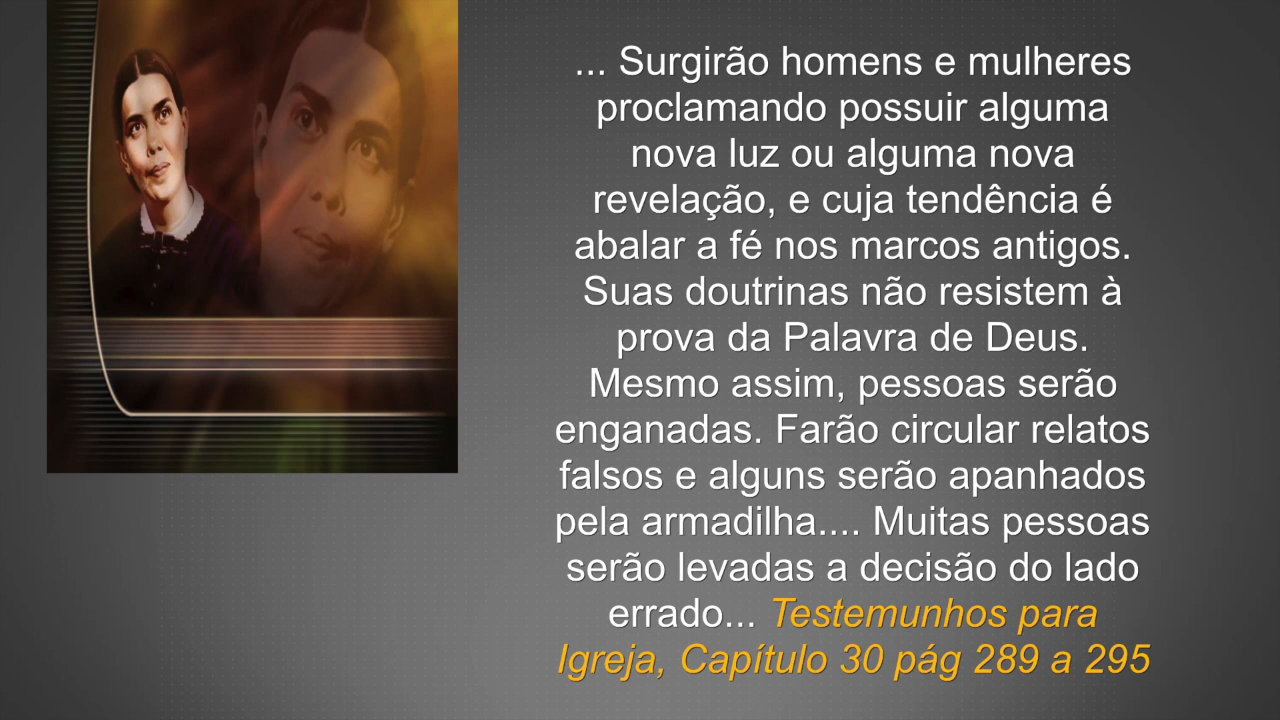 ... Surgirão homens e mulheres
proclamando possuir alguma
nova luz ou alguma nova
revelação, e cuja tendência é
abalar a fé nos marcos antigos.
Suas doutrinas não resistem à
prova da Palavra de Deus.
Mesmo assim, pessoas serão
enganadas. Farão circular relatos
falsos e alguns serão apanhados
pela armadilha.... Muitas pessoas
serão levadas a decisão do lado
errado... Testemunhos para
Igreja, Capítulo 30 pág 289 a 295